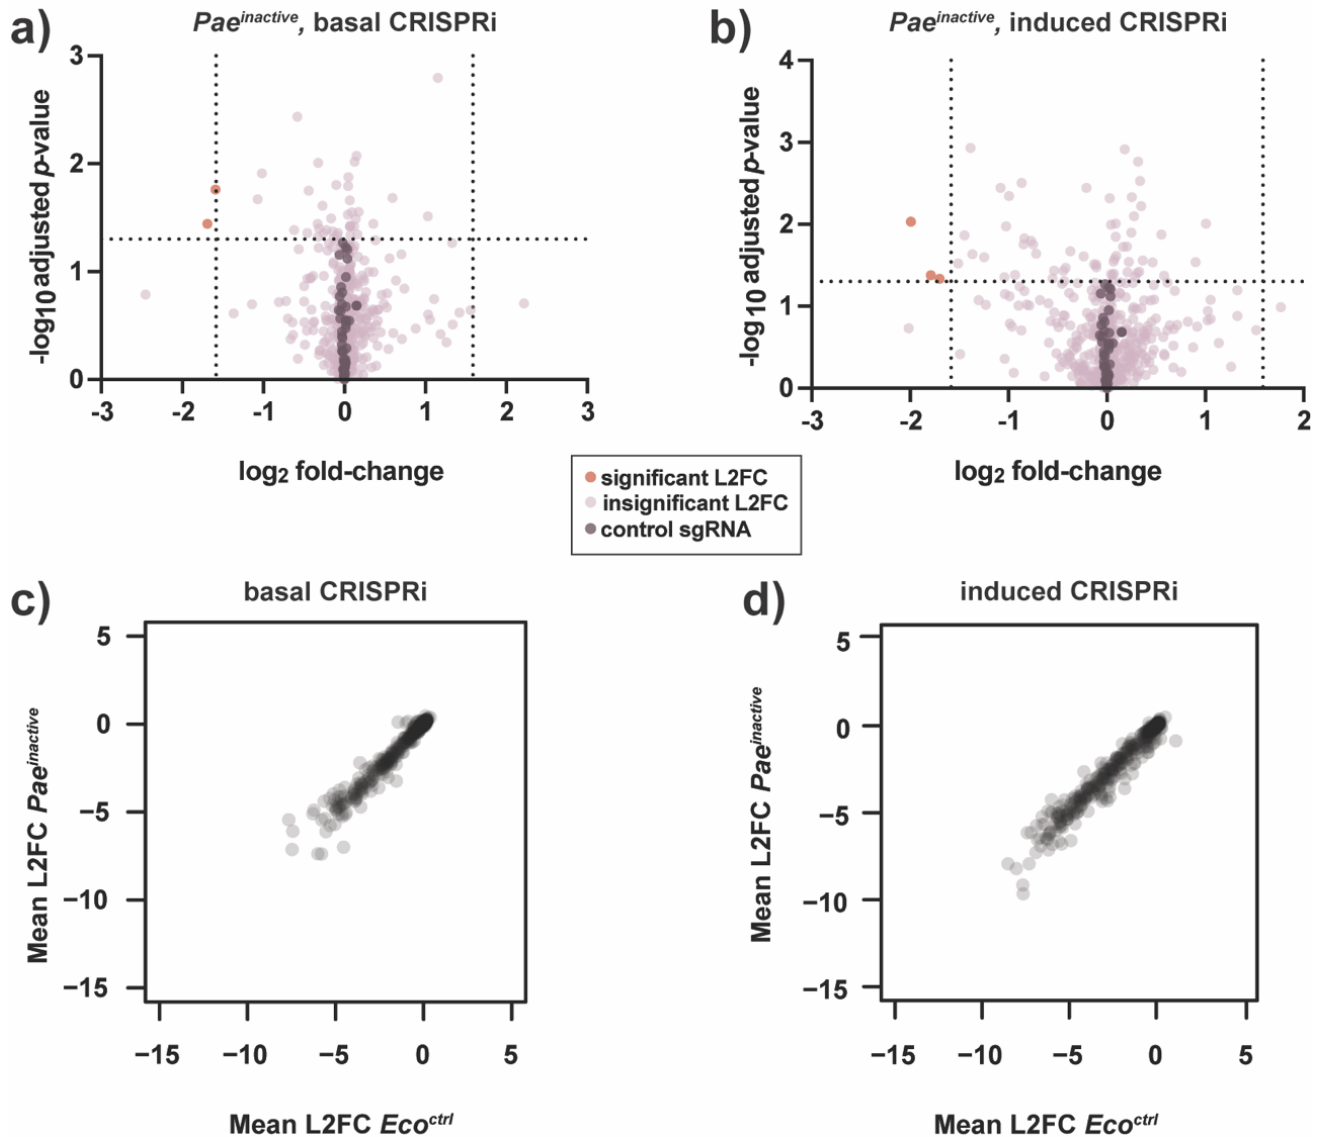 a)
Pae^inactive, basal CRISPRi
-log10 adjusted p-value
3
2
1
0
-3
-2
-1
0
1
2
3
log2 fold-change
b)
Pae^inactive, induced CRISPRi
-log10 adjusted p-value
4
3
2
1
0
-3
-2
-1
0
1
2
log2 fold-change
significant L2FC
insignificant L2FC
control sgRNA
c)
basal CRISPRi
Mean L2FC Pae^inactive
5
0
−5
−10
−15
−15
−10
−5
0
5
Mean L2FC Eco^ctrl
d)
induced CRISPRi
Mean L2FC Pae^inactive
5
0
−5
−10
−15
−15
−10
−5
0
5
Mean L2FC Eco^ctrl